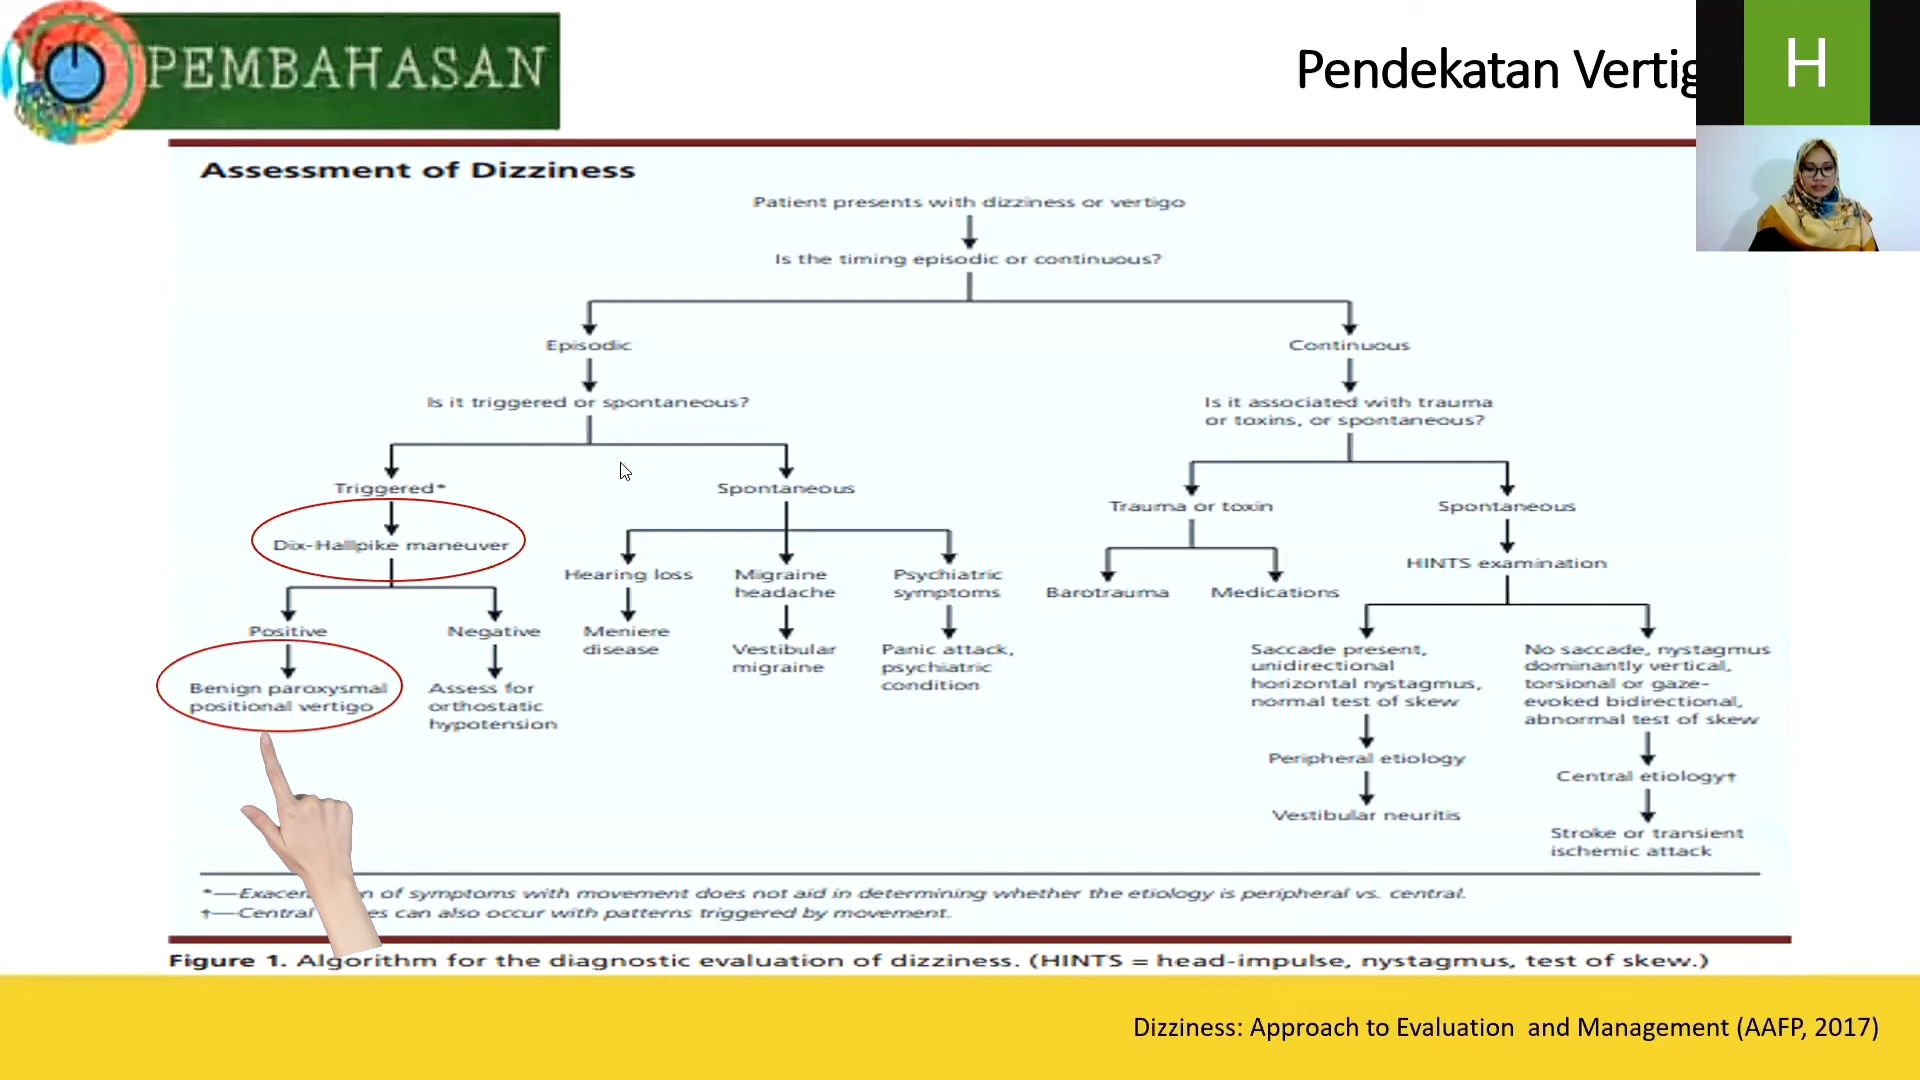 PEMBAHASAN
Pendekatan Vertig
H
Assessment of Dizziness
Patient presents with dizziness or vertigo
Is the timing episodic or continuous?
Episodic
Continuous
Is it triggered or spontaneous?
Is it associated with trauma
or toxins, or spontaneous?
Triggered*
Spontaneous
Trauma or toxin
Spontaneous
Dix-Hallpike maneuver
HINTS examination
Hearing loss
Migraine
headache
Psychiatric
symptoms
Barotrauma
Medications
Positive
Negative
Meniere
disease
Vestibular
migraine
Panic attack,
psychiatric
condition
Saccade present,
unidirectional
horizontal nystagmus,
normal test of skew
No saccade, nystagmus
dominantly vertical,
torsional or gaze-
evoked bidirectional,
abnormal test of skew
Benign paroxysmal
positional vertigo
Assess for
orthostatic
hypotension
Peripheral etiology
Central etiology†
Vestibular neuritis
Stroke or transient
ischemic attack
*—Exacer n of symptoms with movement does not aid in determining whether the etiology is peripheral vs. central.
†—Central es can also occur with patterns triggered by movement.
Figure 1. Algorithm for the diagnostic evaluation of dizziness. (HINTS = head-impulse, nystagmus, test of skew.)
Dizziness: Approach to Evaluation and Management (AAFP, 2017)